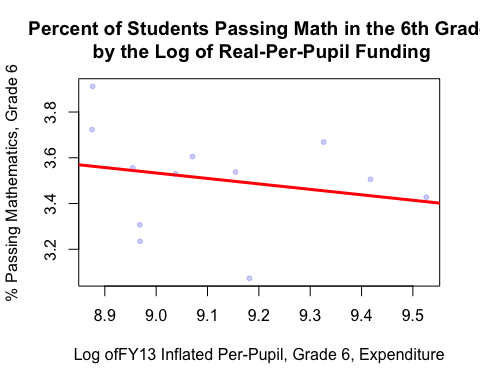 Percent of Students Passing Math in the 6th Grad
by the Log of Real-Per-Pupil Funding
% Passing Mathematics, Grade 6
3.8
3.6
3.4
3.2
8.9 9.0 9.1 9.2 9.3 9.4 9.5
Log ofFY13 Inflated Per-Pupil, Grade 6, Expenditure